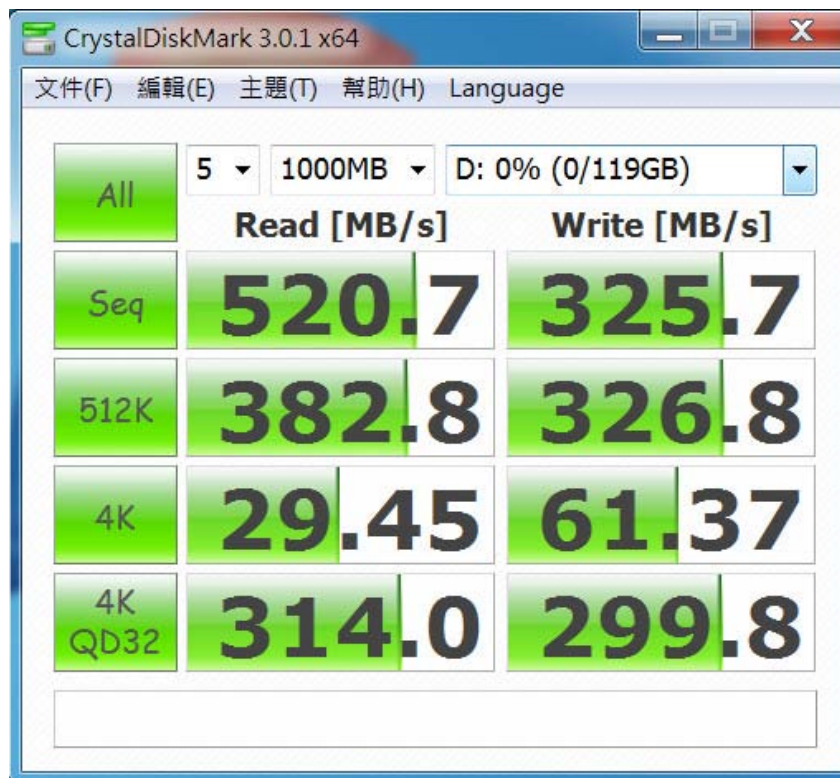 CrystalDiskMark 3.0.1 x64
文件(F) 編輯(E) 主題(T) 幫助(H) Language
All 5 1000MB D: 0% (0/119GB)
Read [MB/s] Write [MB/s]
Seq 520.7 325.7
512K 382.8 326.8
4K 29.45 61.37
4K
QD32 314.0 299.8